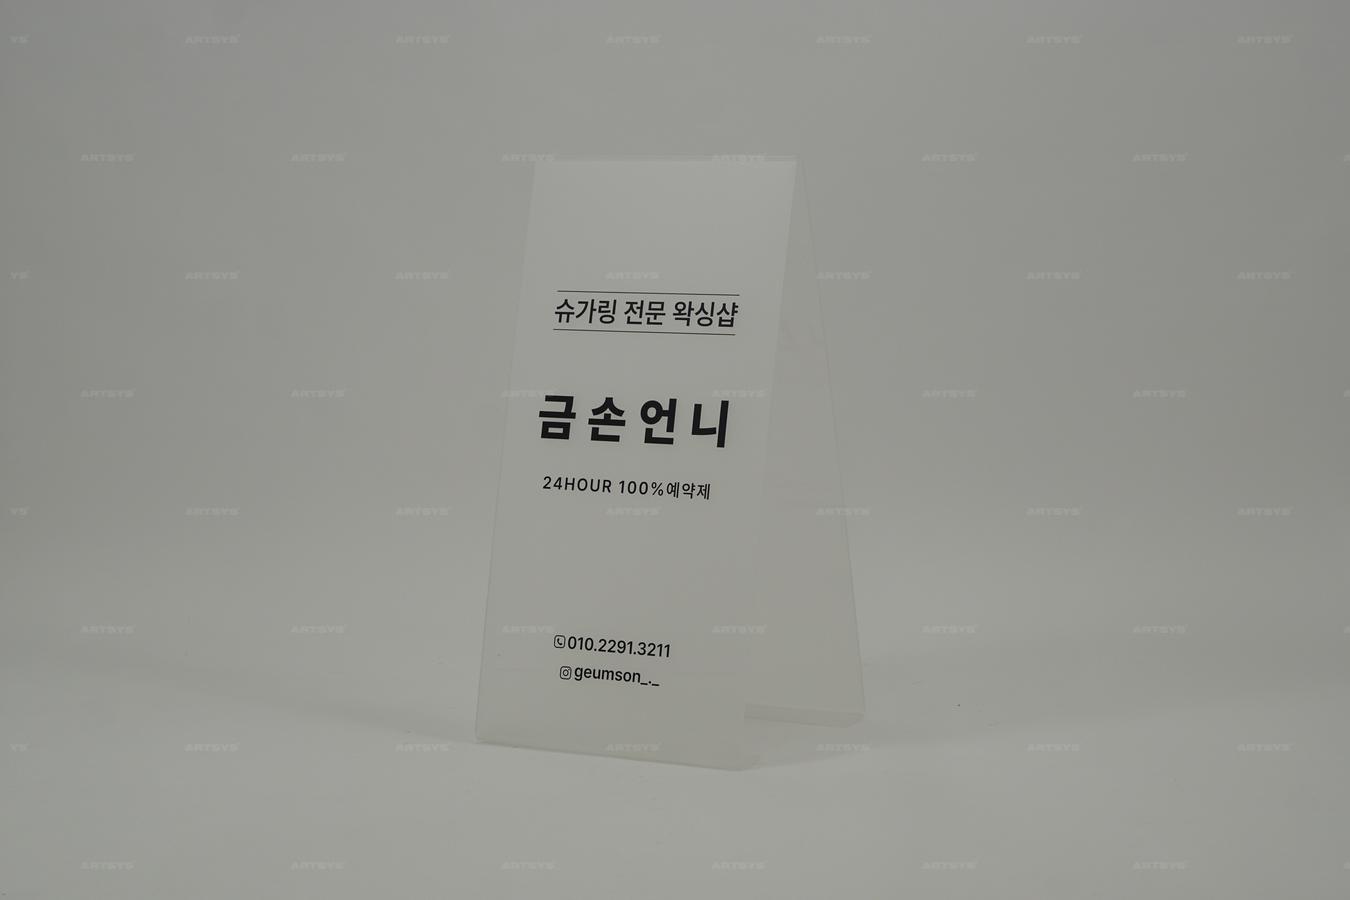 슈가링 전문 왁싱샵
금손언니
24HOUR 100%예약제
010.2291.3211
geumson_._
ARTSYS